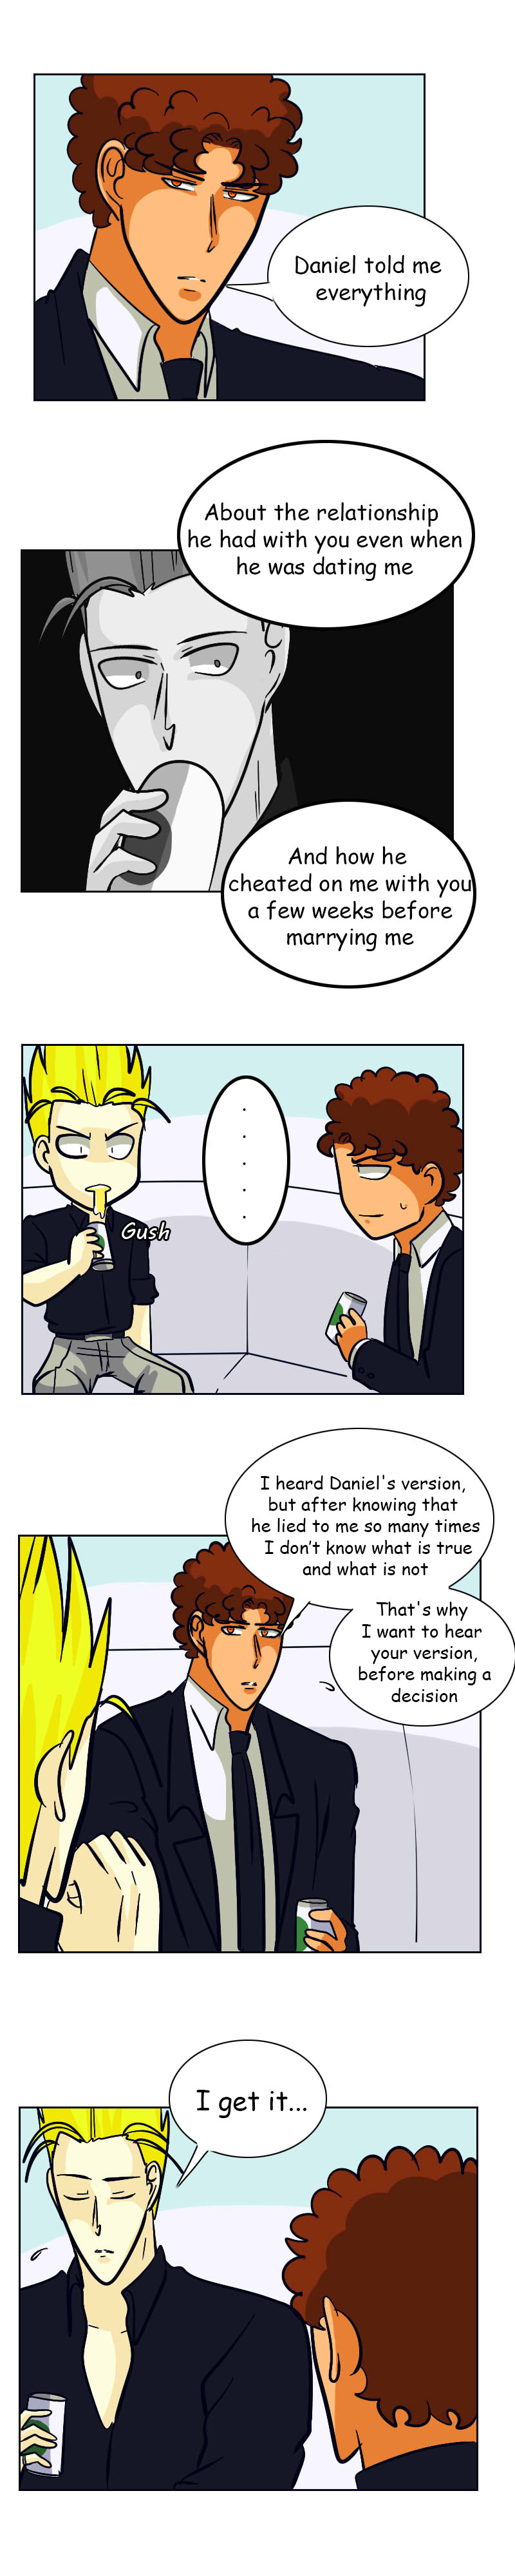 Daniel told me
everything
About the relationship
he had with you even when
he was dating me
And how he
cheated on me with you
a few weeks before
marrying me
.
.
.
.
.
Gush
I heard Daniel's version,
but after knowing that
he lied to me so many times
I don't know what is true
and what is not
That's why
I want to hear
your version,
before making a
decision
I get it...